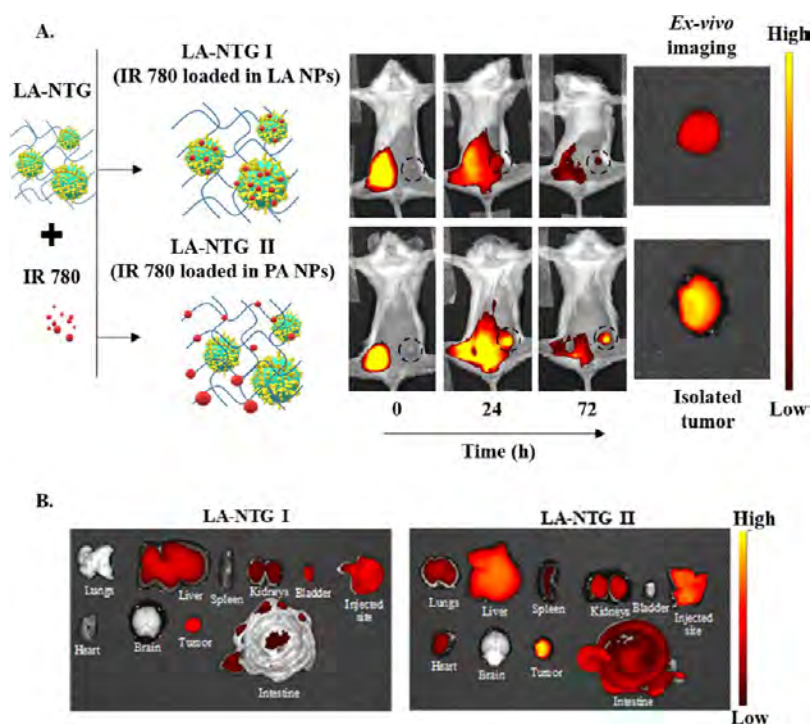 A.
LA-NTG
+
IR 780
LA-NTG I
(IR 780 loaded in LA NPs)
LA-NTG II
(IR 780 loaded in PA NPs)
0 24 72
Time (h)
Ex-vivo
imaging
Isolated
tumor
High
Low
B.
LA-NTG I
Lungs
Liver
Spleen
Kidneys
Bladder
Injected
site
Heart
Brain
Tumor
Intestine
LA-NTG II
Lungs
Liver
Spleen
Kidneys
Bladder
Injected
site
Heart
Brain
Tumor
Intestine
High
Low